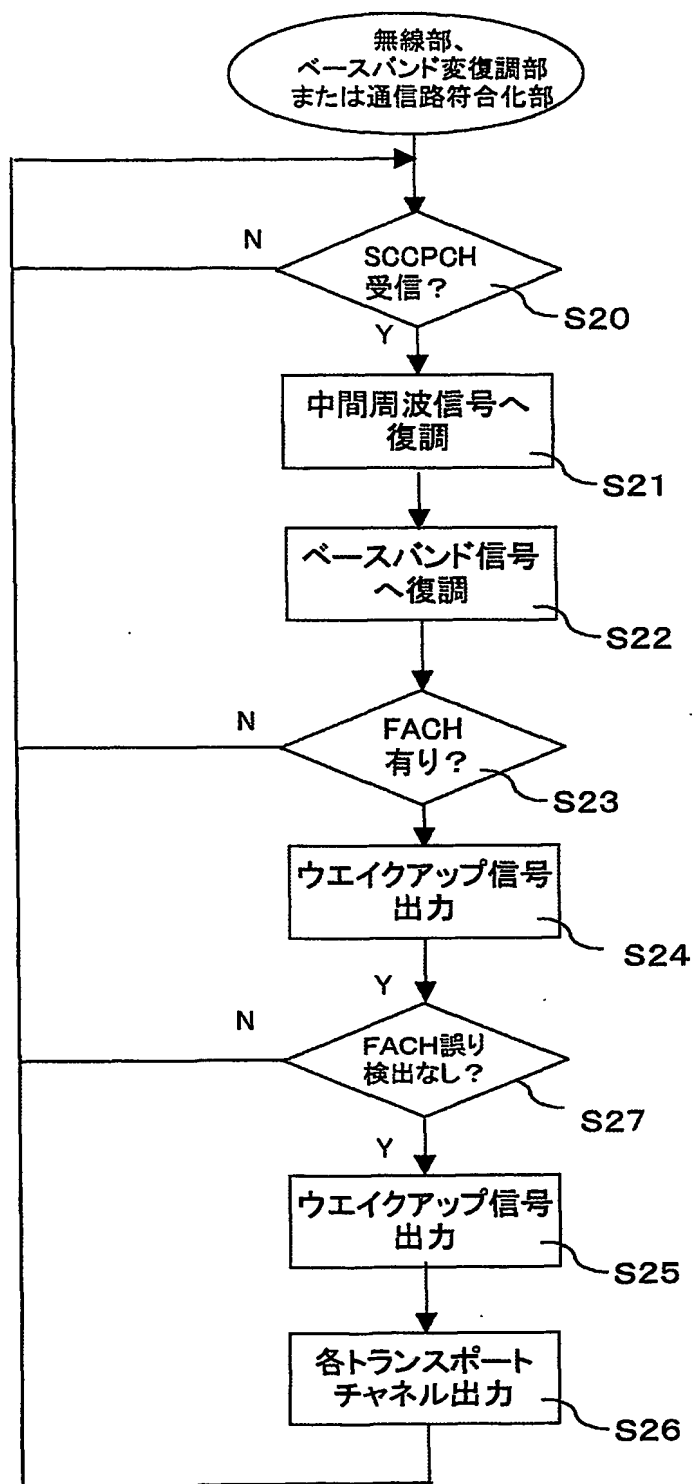 無線部、
ベースバンド変復調部
または通信路符合化部
N
SCCPCH
受信?
S20
Y
中間周波信号へ
復調
S21
ベースバンド信号
へ復調
S22
N
FACH
有り?
S23
ウエイクアップ信号
出力
S24
Y
N
FACH誤り
検出なし?
S27
Y
ウエイクアップ信号
出力
S25
各トランスポート
チャネル出力
S26